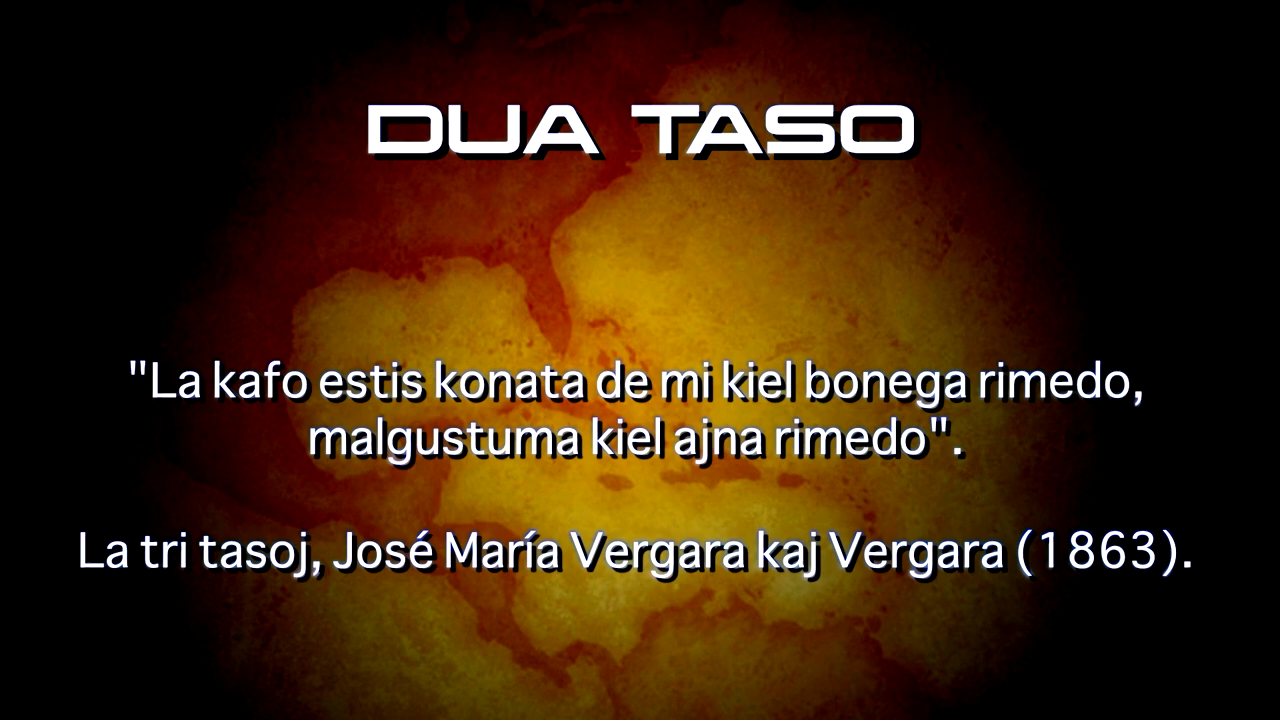 DUA TASO
"La kafo estis konata de mi kiel bonega rimedo,
malgustuma kiel ajna rimedo".
La tri tasoj, José María Vergara kaj Vergara (1863).